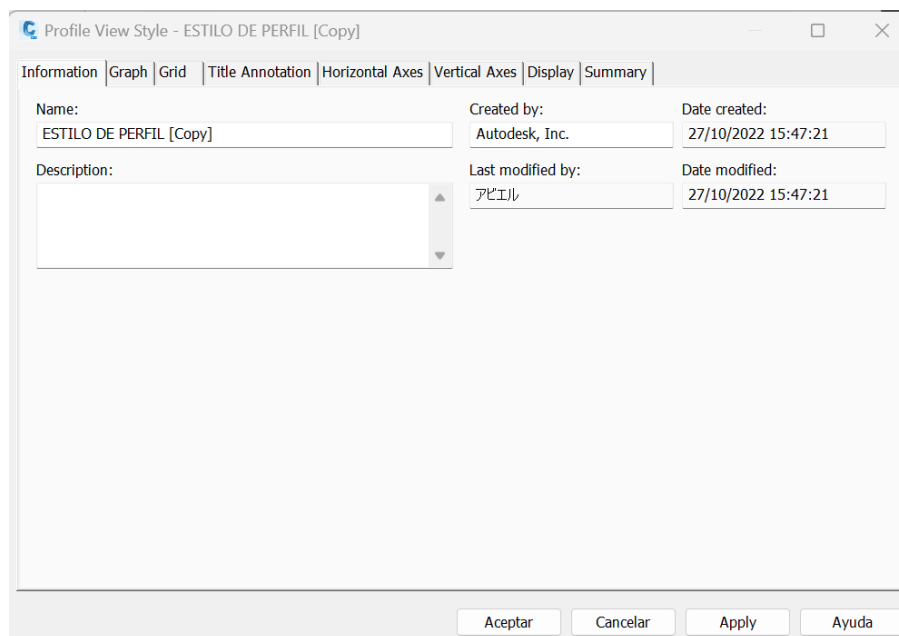 Profile View Style - ESTILO DE PERFIL [Copy]
Information Graph Grid Title Annotation Horizontal Axes Vertical Axes Display Summary
Name: Created by: Date created:
ESTILO DE PERFIL [Copy] Autodesk, Inc. 27/10/2022 15:47:21
Description: Last modified by: Date modified:
アビエル 27/10/2022 15:47:21
Aceptar Cancelar Apply Ayuda